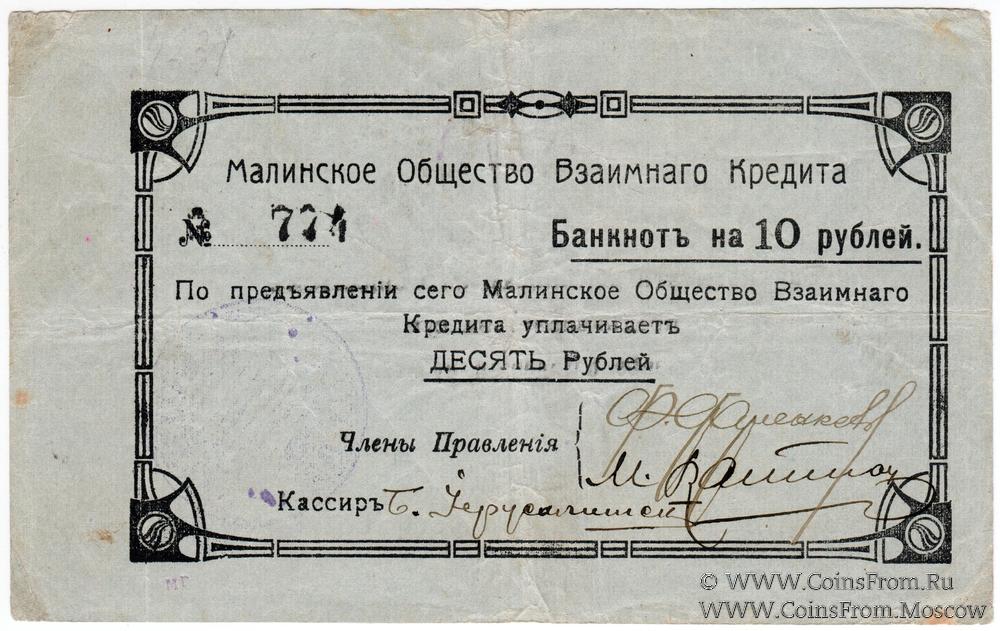 Малинское Общество Взаимнаго Кредита
№ 774
Банкнотъ на 10 рублей.
По предъявленіи сего Малинское Общество Взаимнаго
Кредита уплачиваетъ
ДЕСЯТЬ Рублей
Члены Правленія
М.
Кассиръ Б.
© WWW.CoinsFrom.Ru
WWW.CoinsFrom.Moscow